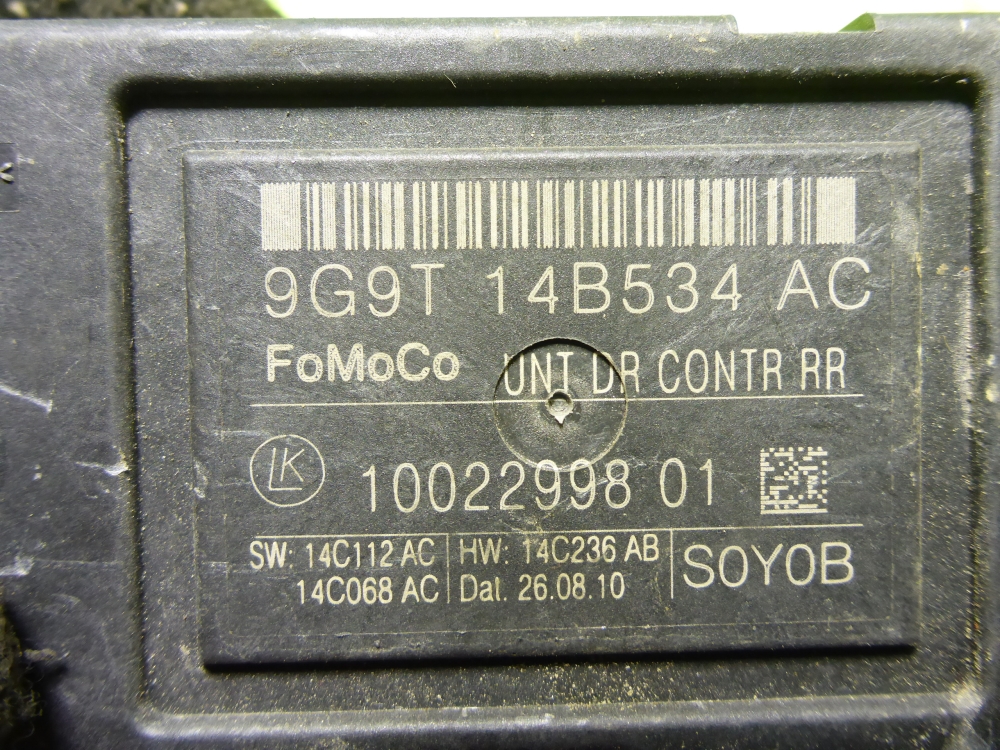 9G9T 14B534 AC
FoMoCo UNT DR CONTR RR
LK 10022998 01
SW: 14C112 AC HW: 14C236 AB S0Y0B
14C068 AC Dat. 26.08.10